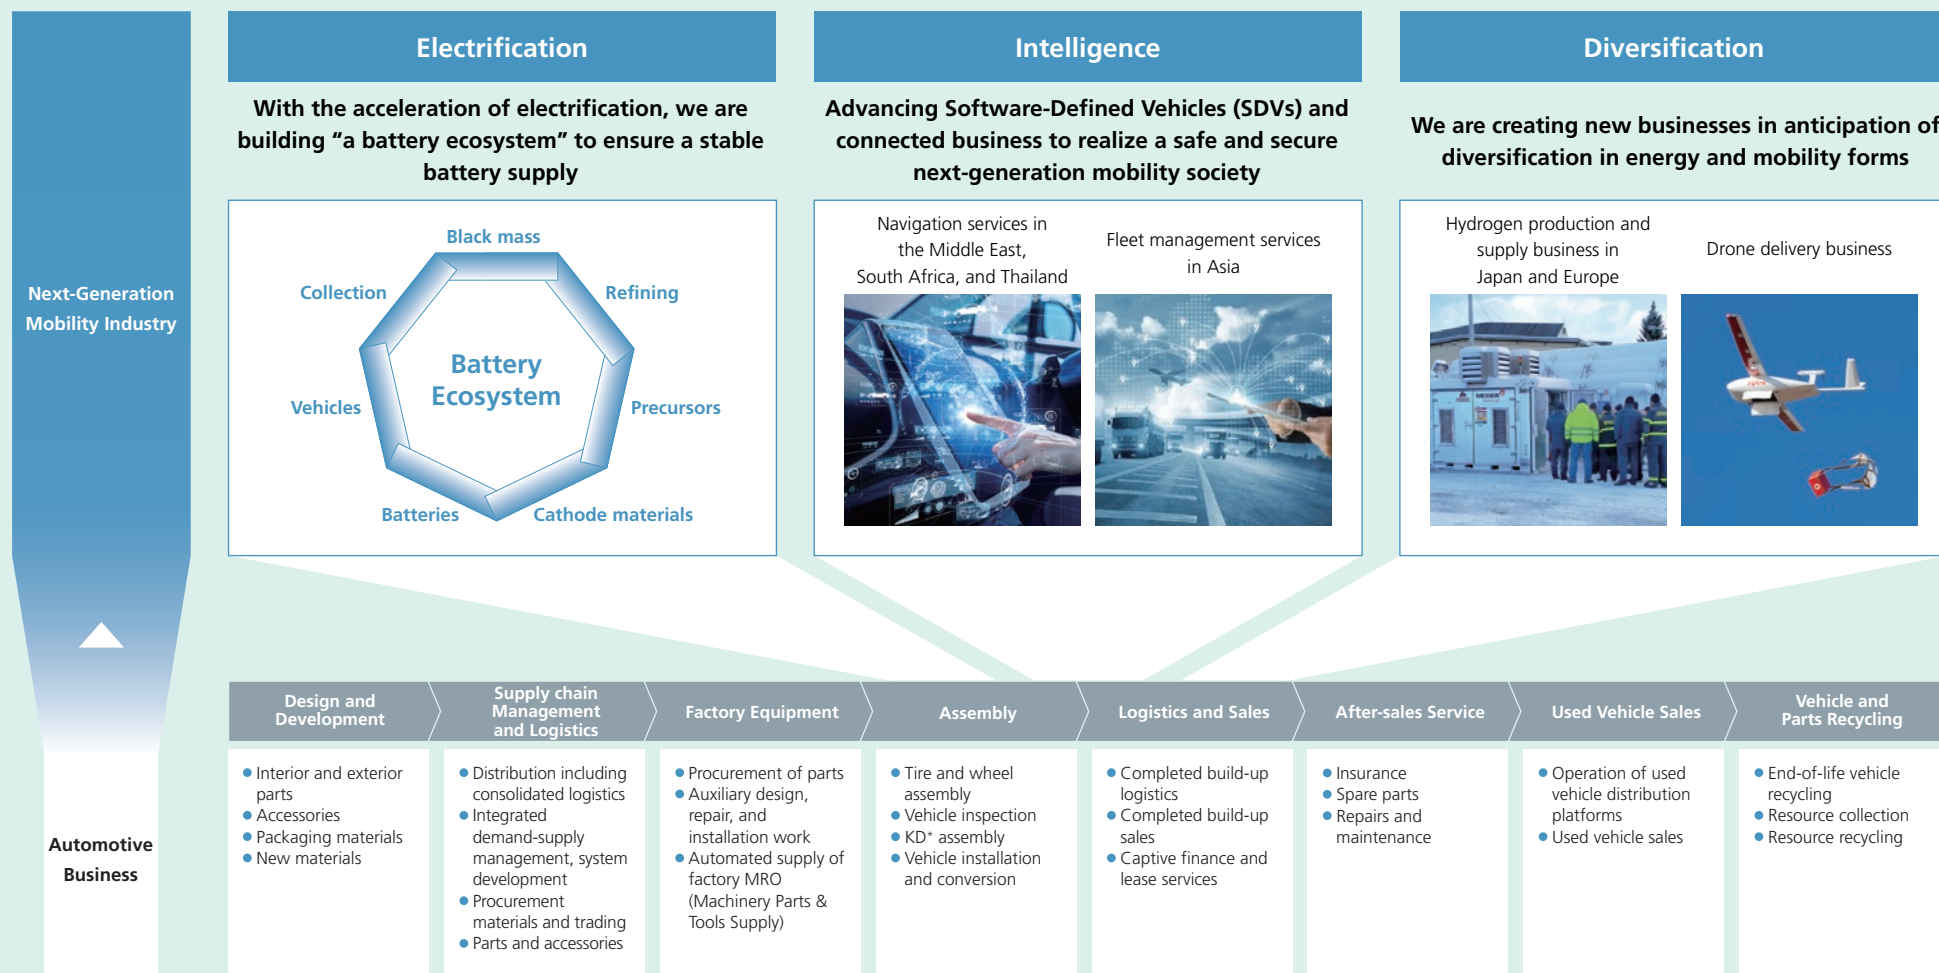 Next-Generation
Mobility Industry
Automotive
Business
Electrification
With the acceleration of electrification, we are
building “a battery ecosystem” to ensure a stable
battery supply
Black mass
Collection
Refining
Battery
Ecosystem
Vehicles
Precursors
Batteries
Cathode materials
Intelligence
Advancing Software-Defined Vehicles (SDVs) and
connected business to realize a safe and secure
next-generation mobility society
Navigation services in
the Middle East,
South Africa, and Thailand
Fleet management services
in Asia
Diversification
We are creating new businesses in anticipation of
diversification in energy and mobility forms
Hydrogen production and
supply business in
Japan and Europe
Drone delivery business
Design and
Development
● Interior and exterior
parts
● Accessories
● Packaging materials
● New materials
Supply chain
Management
and Logistics
● Distribution including
consolidated logistics
● Integrated
demand-supply
management, system
development
● Procurement
materials and trading
● Parts and accessories
Factory Equipment
● Procurement of parts
● Auxiliary design,
repair, and
installation work
● Automated supply of
factory MRO
(Machinery Parts &
Tools Supply)
Assembly
● Tire and wheel
assembly
● Vehicle inspection
● KD* assembly
● Vehicle installation
and conversion
Logistics and Sales
● Completed build-up
logistics
● Completed build-up
sales
● Captive finance and
lease services
After-sales Service
● Insurance
● Spare parts
● Repairs and
maintenance
Used Vehicle Sales
● Operation of used
vehicle distribution
platforms
● Used vehicle sales
Vehicle and
Parts Recycling
● End-of-life vehicle
recycling
● Resource collection
● Resource recycling